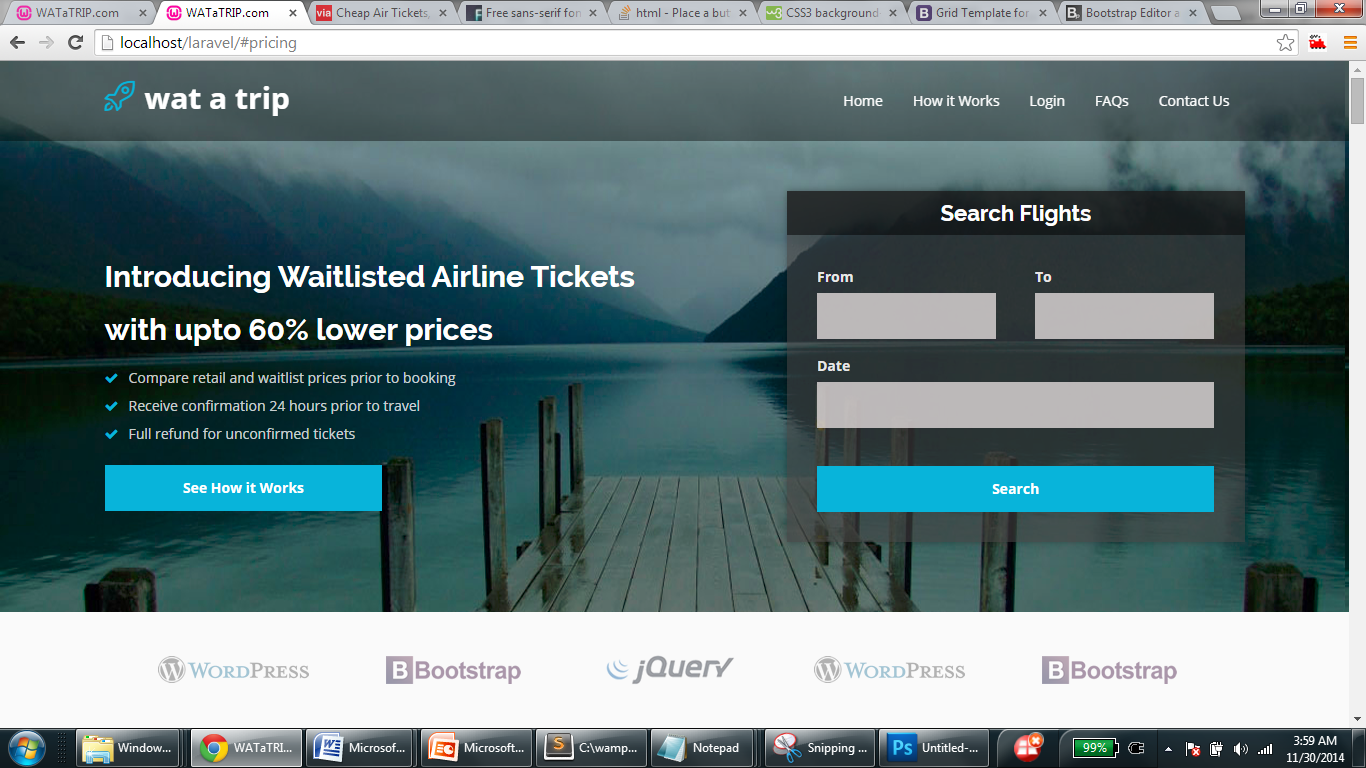 WATaTRIP.com
WATaTRIP.com
via Cheap Air Tickets,
Free sans-serif fon
html - Place a but
CSS3 background
Grid Template for
Bootstrap Editor a
localhost/laravel/#pricing
wat a trip
Home How it Works Login FAQs Contact Us
Search Flights
Introducing Waitlisted Airline Tickets
with upto 60% lower prices
From To
Date
Compare retail and waitlist prices prior to booking
Receive confirmation 24 hours prior to travel
Full refund for unconfirmed tickets
See How it Works
Search
WORDPRESS B Bootstrap jQuery WORDPRESS B Bootstrap
Window...
WATaTRI...
Microsof...
Microsoft...
C:\wamp...
Notepad
Snipping ...
Ps Untitled-...
99%
3:59 AM
11/30/2014